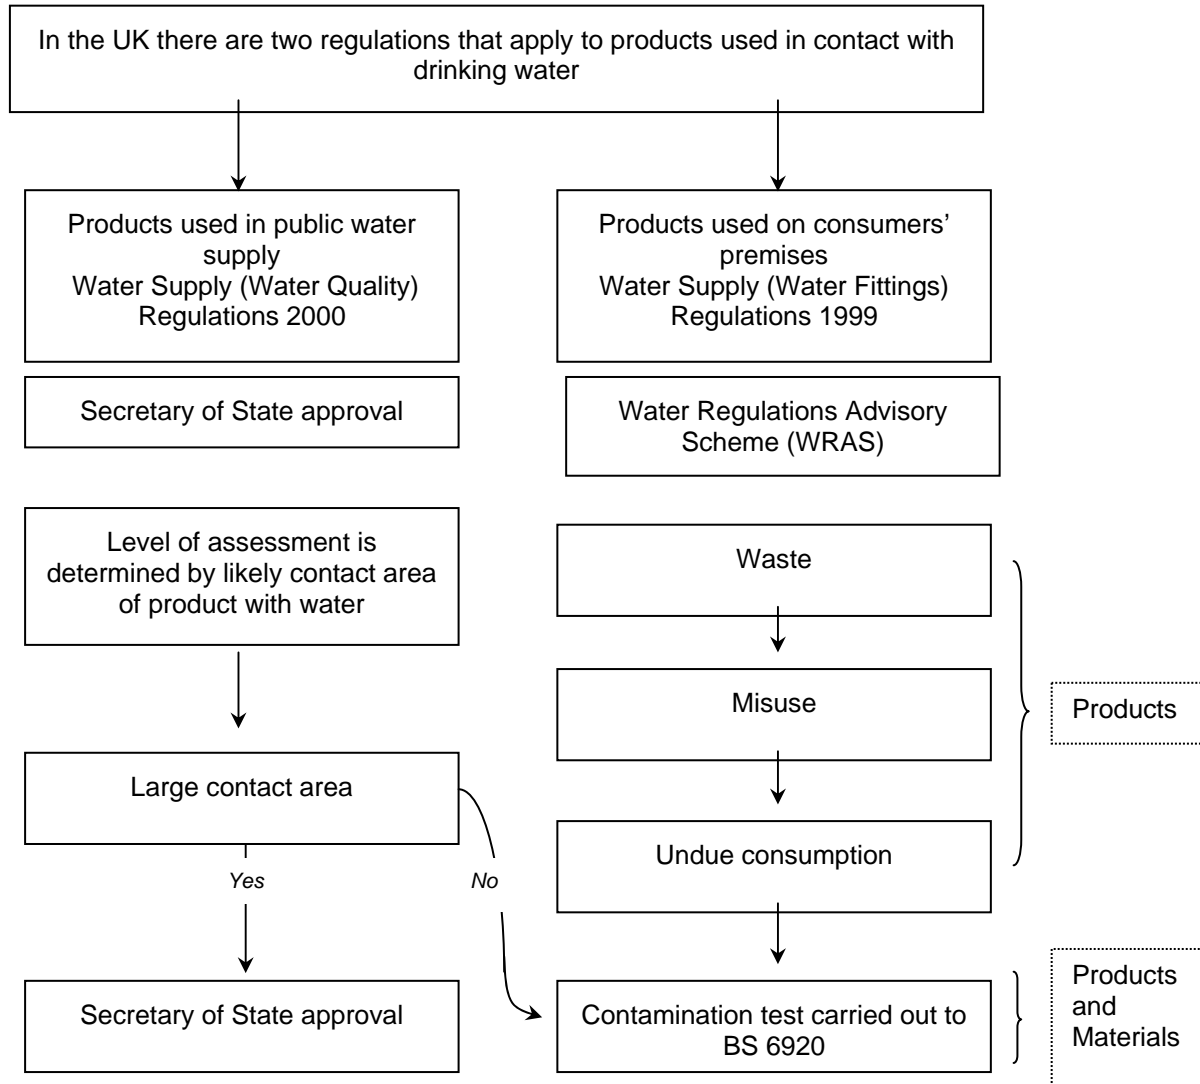 In the UK there are two regulations that apply to products used in contact with
drinking water
Products used in public water
supply
Water Supply (Water Quality)
Regulations 2000
Products used on consumers’
premises
Water Supply (Water Fittings)
Regulations 1999
Secretary of State approval
Water Regulations Advisory
Scheme (WRAS)
Level of assessment is
determined by likely contact area
of product with water
Waste
Misuse
Products
Large contact area
Undue consumption
Yes
No
Secretary of State approval
Contamination test carried out to
BS 6920
Products
and
Materials